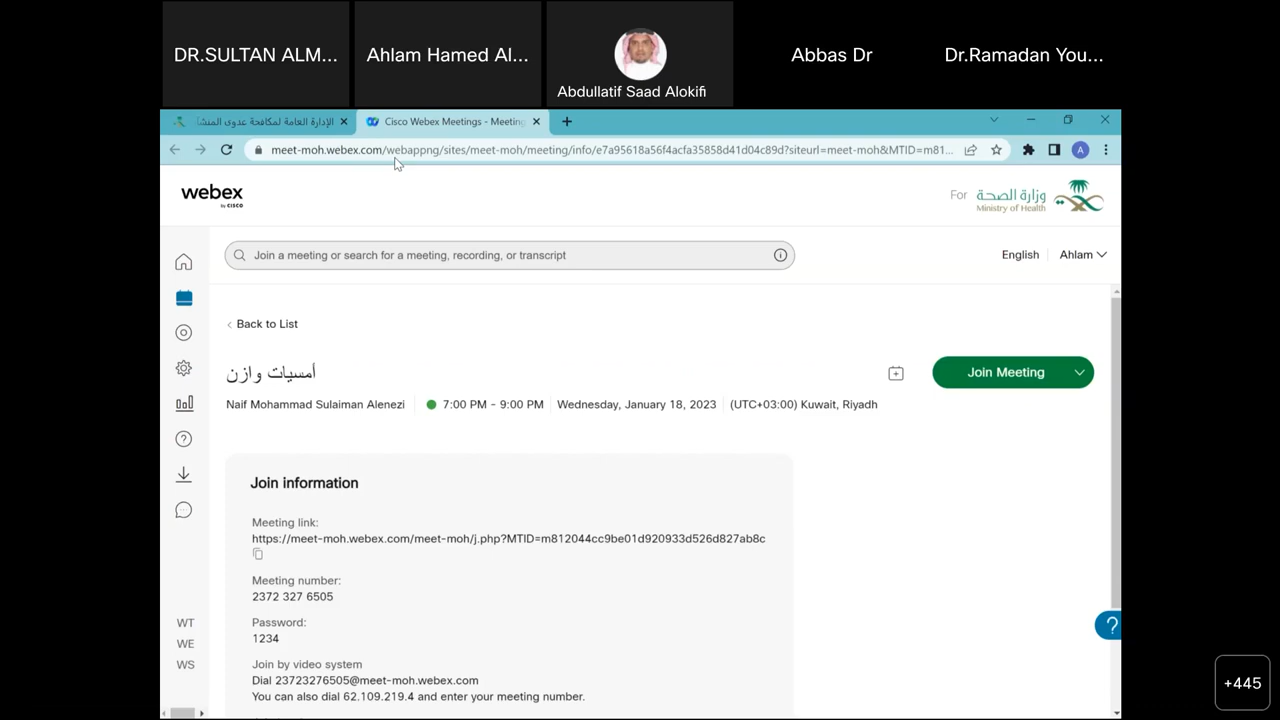 DR.SULTAN ALM...
Ahlam Hamed Al...
Abdullatif Saad Alokifi
Abbas Dr
Dr.Ramadan You...
الإدارة العامة لمكافحة عدوى المنشآ
Cisco Webex Meetings - Meeting
meet-moh.webex.com/webappng/sites/meet-moh/meeting/info/e7a95618a56f4acfa35858d41d04c89d?siteurl=meet-moh&MTID=m81...
A
webex
by CISCO
For
وزارة الصحة
Ministry of Health
Join a meeting or search for a meeting, recording, or transcript
English
Ahlam
Back to List
أمسيات وازن
Join Meeting
Naif Mohammad Sulaiman Alenezi
7:00 PM - 9:00 PM
Wednesday, January 18, 2023
(UTC+03:00) Kuwait, Riyadh
Join information
Meeting link:
https://meet-moh.webex.com/meet-moh/j.php?MTID=m812044cc9be01d920933d526d827ab8c
Meeting number:
2372 327 6505
Password:
1234
Join by video system
Dial 23723276505@meet-moh.webex.com
You can also dial 62.109.219.4 and enter your meeting number.
WT
WE
WS
?
+445